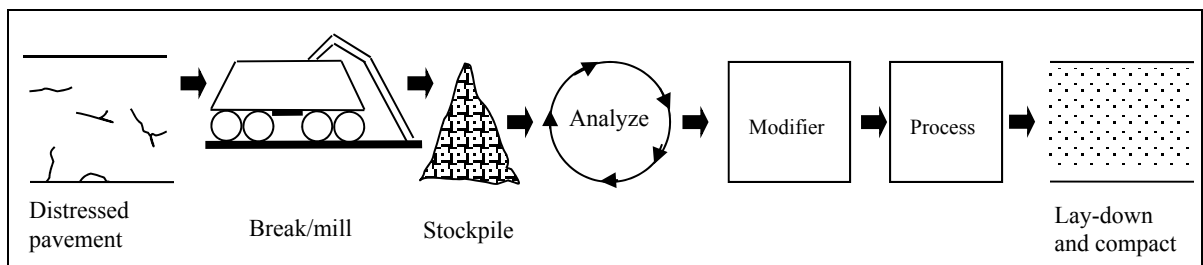 Distressed
pavement
Break/mill
Stockpile
Analyze
Modifier
Process
Lay-down
and compact